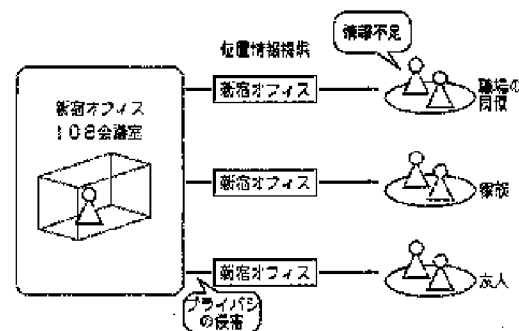 情報不足
位置情報提供
新宿オフィス
職場の
同僚
新宿オフィス
108会議室
新宿オフィス
家族
新宿オフィス
友人
プライバシ
の侵害